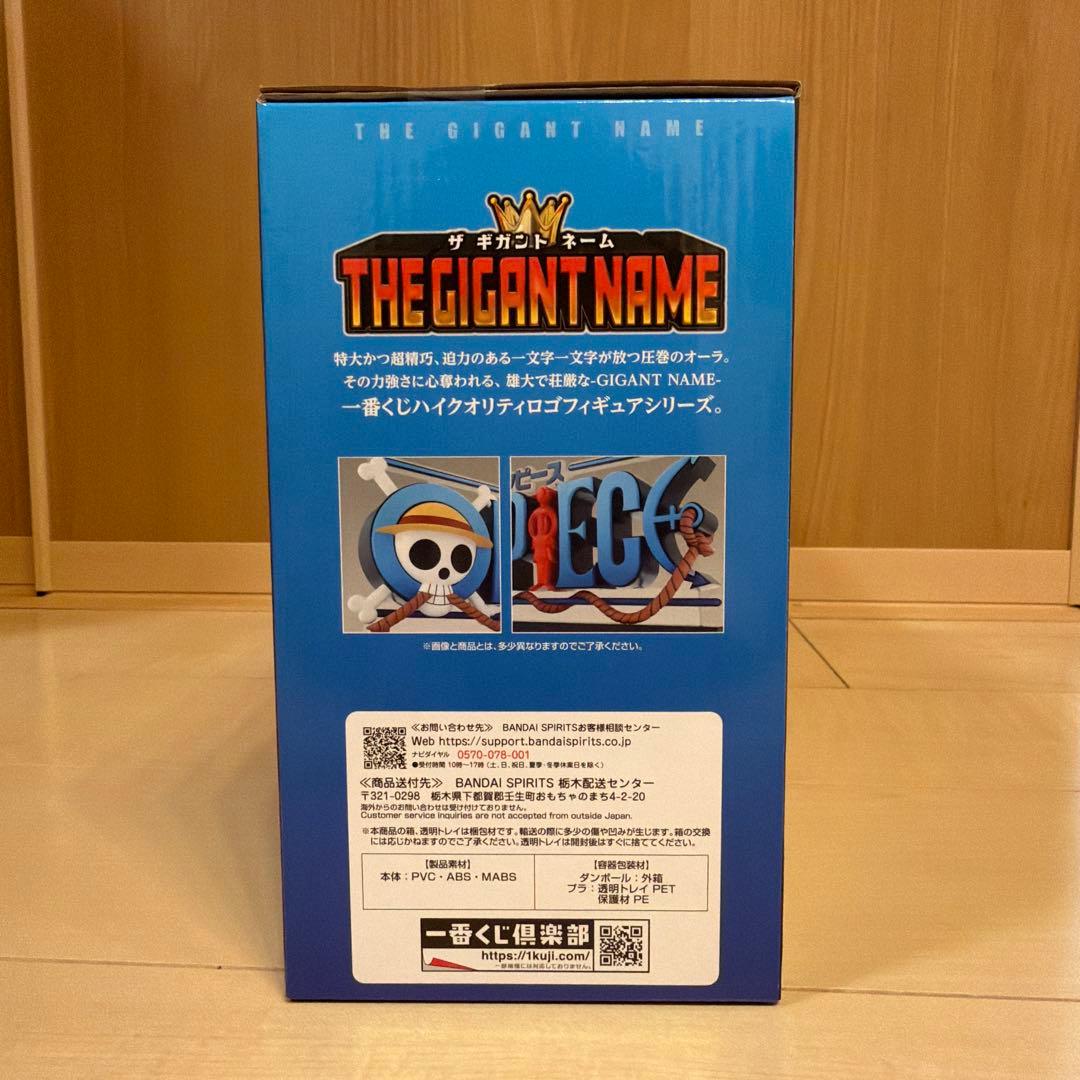 THE GIGANT NAME
ザ ギガント ネーム
THE GIGANT NAME
特大かつ超精巧、迫力のある一文字一文字が放つ圧巻のオーラ。
その力強さに心奪われる、雄大で荘厳な-GIGANT NAME-
一番くじハイクオリティロゴフィギュアシリーズ。
ピース
PIECE
※画像と商品とは、多少異なりますのでご了承ください。
≪お問い合わせ先≫ BANDAI SPIRITSお客様相談センター
Web https://support.bandaispirits.co.jp
ナビダイヤル 0570-078-001
●受付時間 10時〜17時(土、日、祝日、夏季・冬季休業日を除く)
≪商品送付先≫ BANDAI SPIRITS 栃木配送センター
〒321-0298 栃木県下都賀郡壬生町おもちゃのまち4-2-20
海外からのお問い合わせは受け付けておりません。
Customer service inquiries are not accepted from outside Japan.
※本商品の箱、透明トレイは梱包材です。輸送の際に多少の傷や凹みが生じます。箱の交換
には応じかねますのでご了承ください。透明トレイは開封後はすぐに捨ててください。
【製品素材】
本体:PVC・ABS・MABS
【容器包装材】
ダンボール:外箱
プラ:透明トレイ PET
保護材 PE
一番くじ倶楽部
https://1kuji.com/
一部機種には対応しておりません。